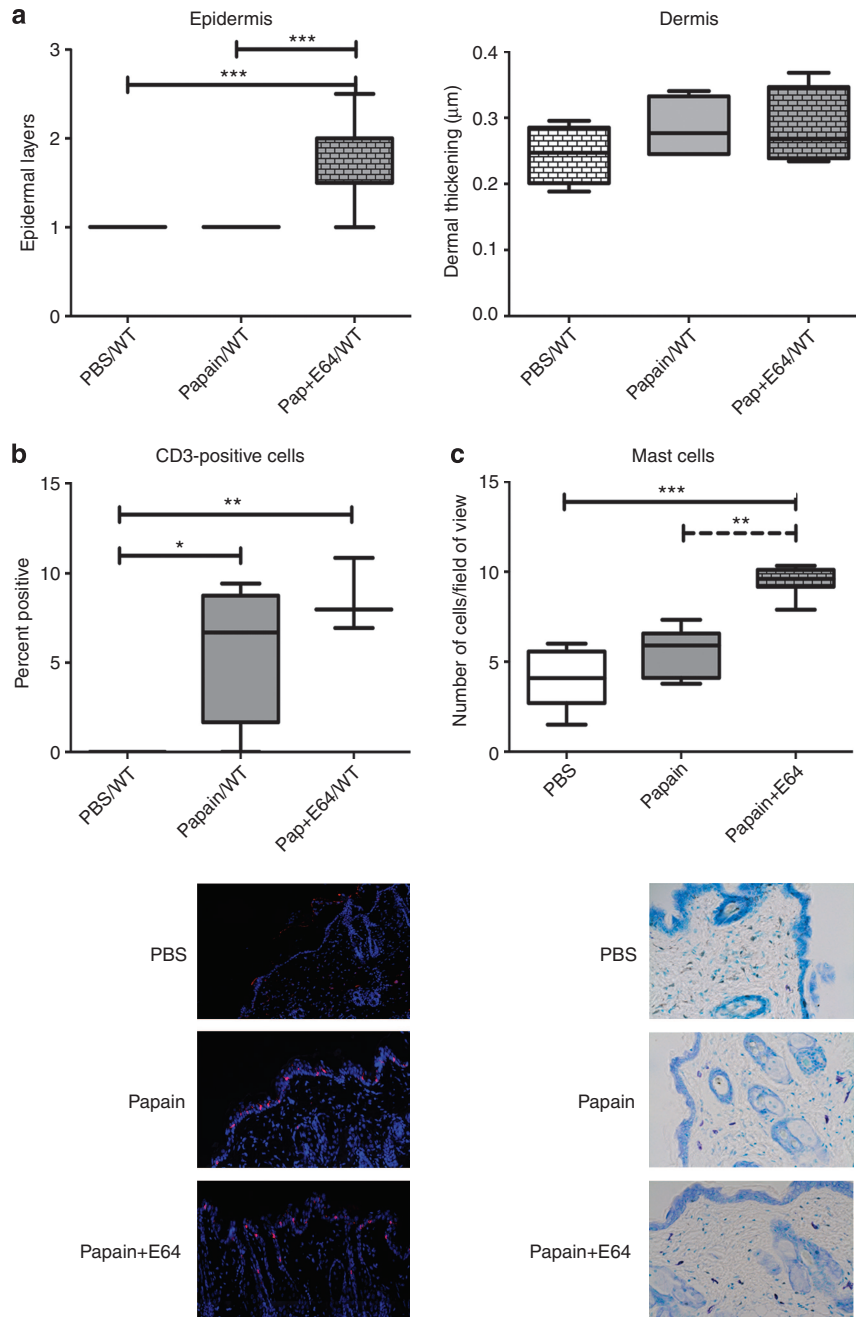 a
Epidermis
Dermis
***
***
3
2
1
0
Epidermal layers
PBS/WT
Papain/WT
Pap+E64/WT
0.4
0.3
0.2
0.1
0.0
Dermal thickening (μm)
PBS/WT
Papain/WT
Pap+E64/WT
b
CD3-positive cells
**
*
15
10
5
0
Percent positive
PBS/WT
Papain/WT
Pap+E64/WT
c
Mast cells
***
**
15
10
5
0
Number of cells/field of view
PBS
Papain
Papain+E64
PBS
Papain
Papain+E64
PBS
Papain
Papain+E64